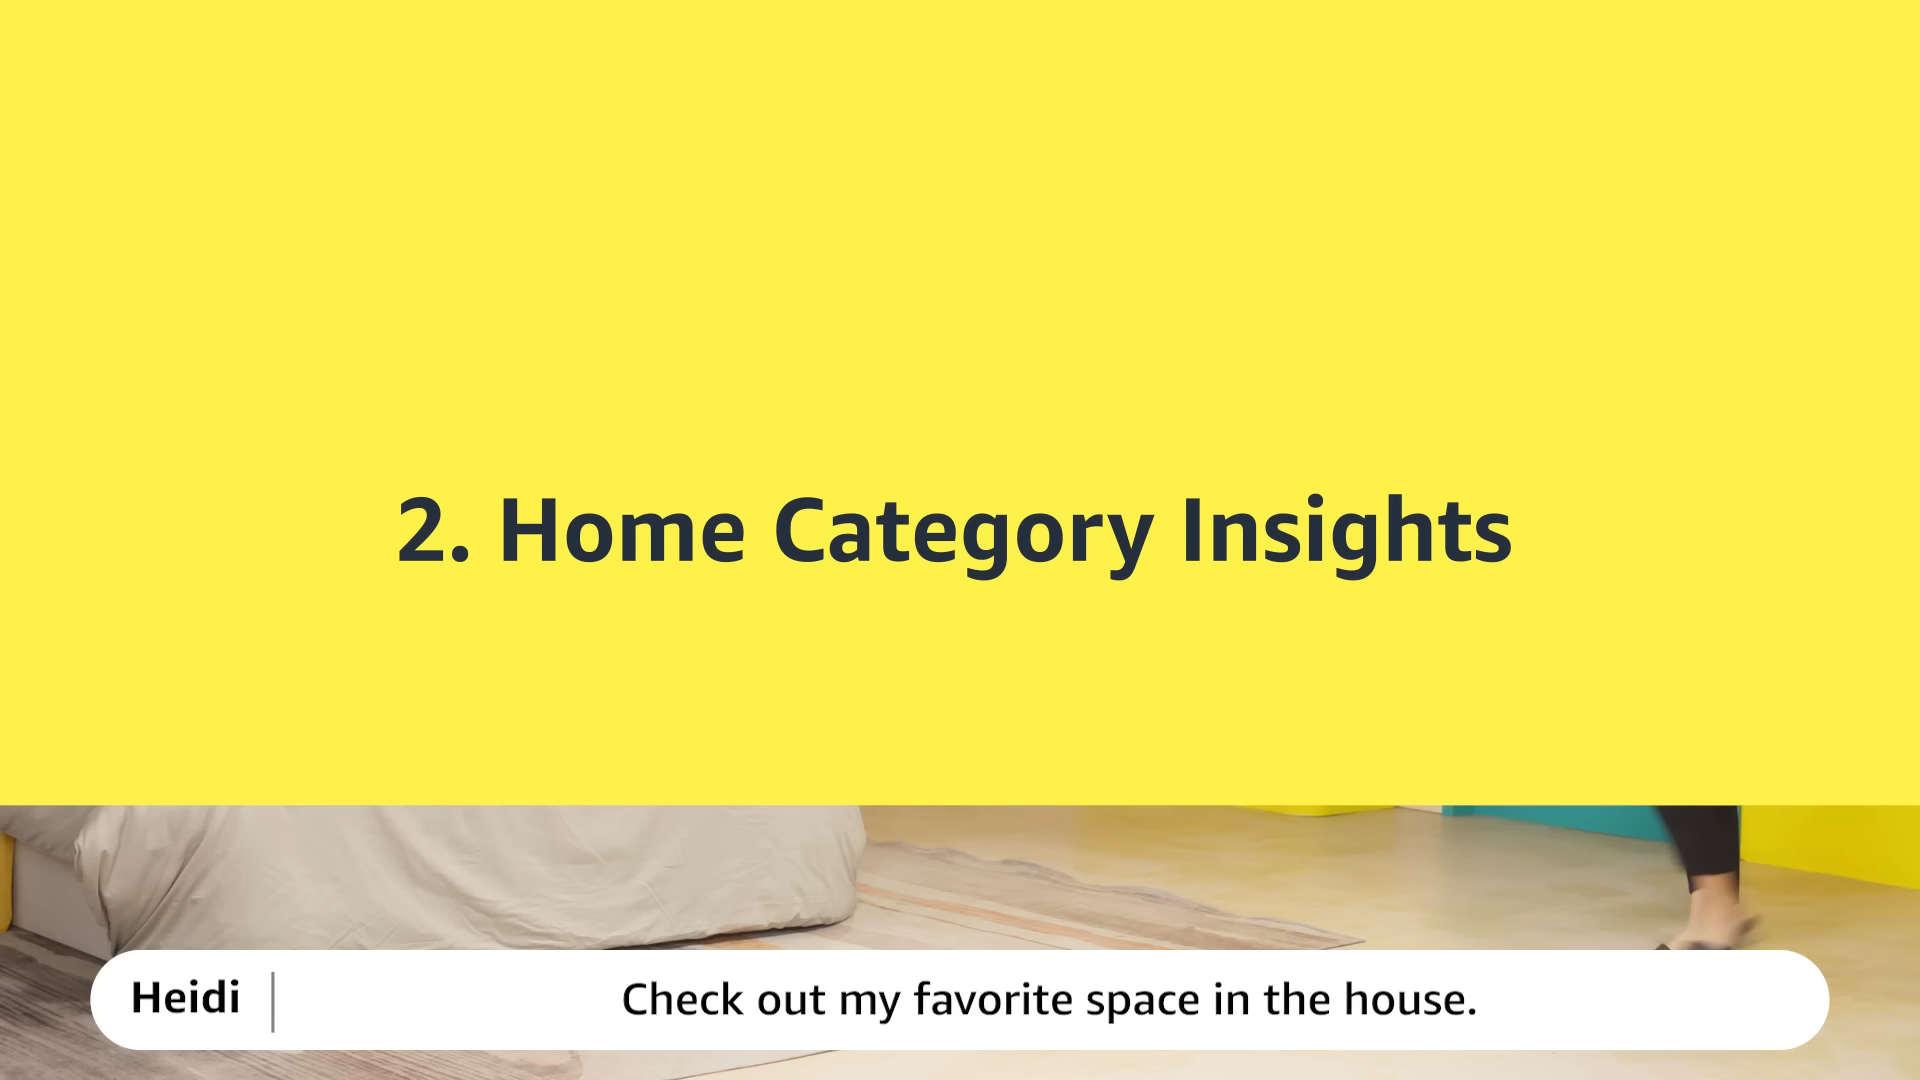 2. Home Category Insights
Heidi
Check out my favorite space in the house.